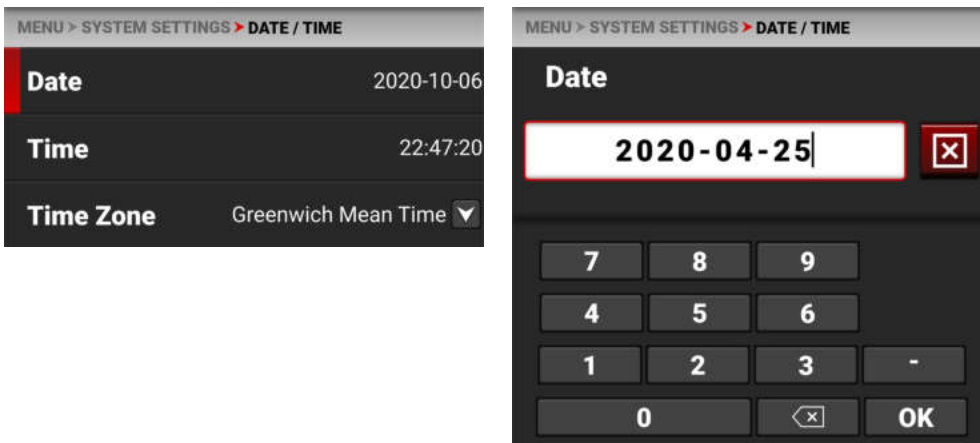 MENU > SYSTEM SETTINGS > DATE / TIME
Date 2020-10-06
Time 22:47:20
Time Zone Greenwich Mean Time
MENU > SYSTEM SETTINGS > DATE / TIME
Date
2020-04-25
7 8 9
4 5 6
1 2 3 -
0 OK